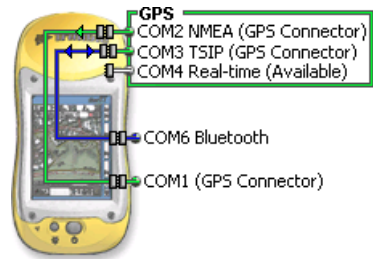 GPS
COM2 NMEA (GPS Connector)
COM3 TSIP (GPS Connector)
COM4 Real-time (Available)
COM6 Bluetooth
COM1 (GPS Connector)